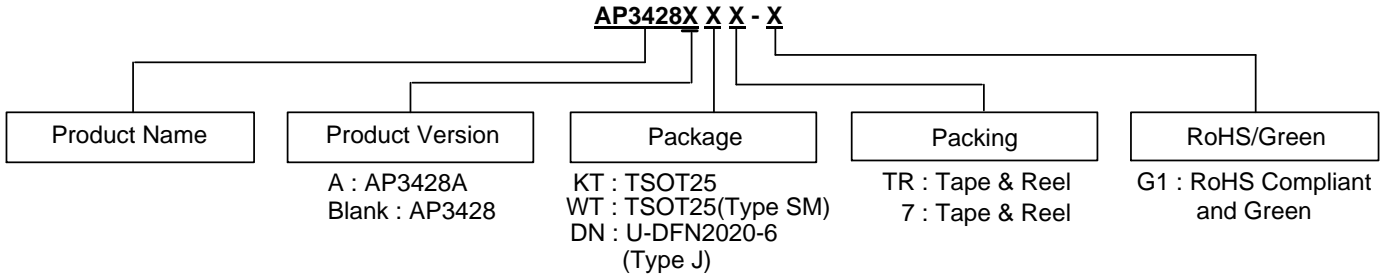 AP3428X X X - X
Product Name
Product Version
Package
Packing
RoHS/Green
A : AP3428A
Blank : AP3428
KT : TSOT25
WT : TSOT25(Type SM)
DN : U-DFN2020-6
(Type J)
TR : Tape & Reel
7 : Tape & Reel
G1 : RoHS Compliant
and Green